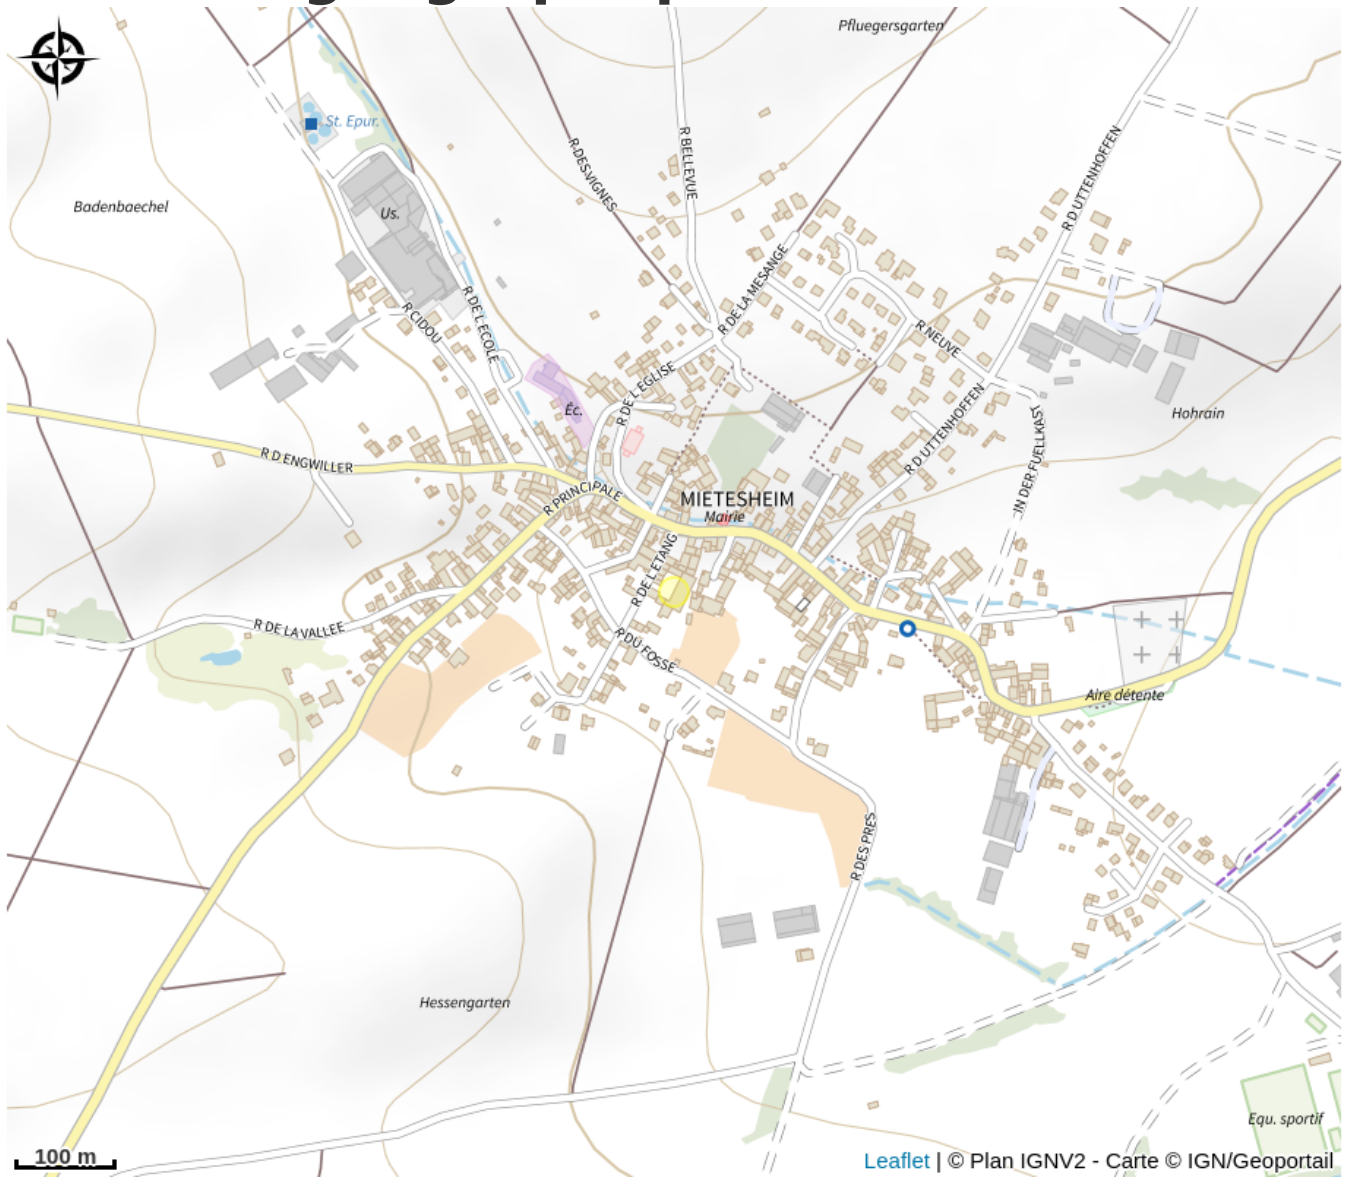 Pfluegersgarten
St. Epur.
R DES VIGNES
R BELLEVUE
R D UTTENHOFFEN
Badenbaechel
Us.
R DE LA MESANGE
R DE L ECOLE
R CIDOU
R NEUVE
R DE L EGLISE
Éc.
R D UTTENHOFFEN
Hohrain
IN DER FUELLKAS
R D ENGWILLER
R PRINCIPALE
MIETESHEIM
Mairie
R DE L ETANG
R DE LA VALLEE
R DU FOSSE
Aire détente
R DES PRES
Hessengarten
Equ. sportif
100 m
Leaflet | © Plan IGNV2 - Carte © IGN/Geoportail